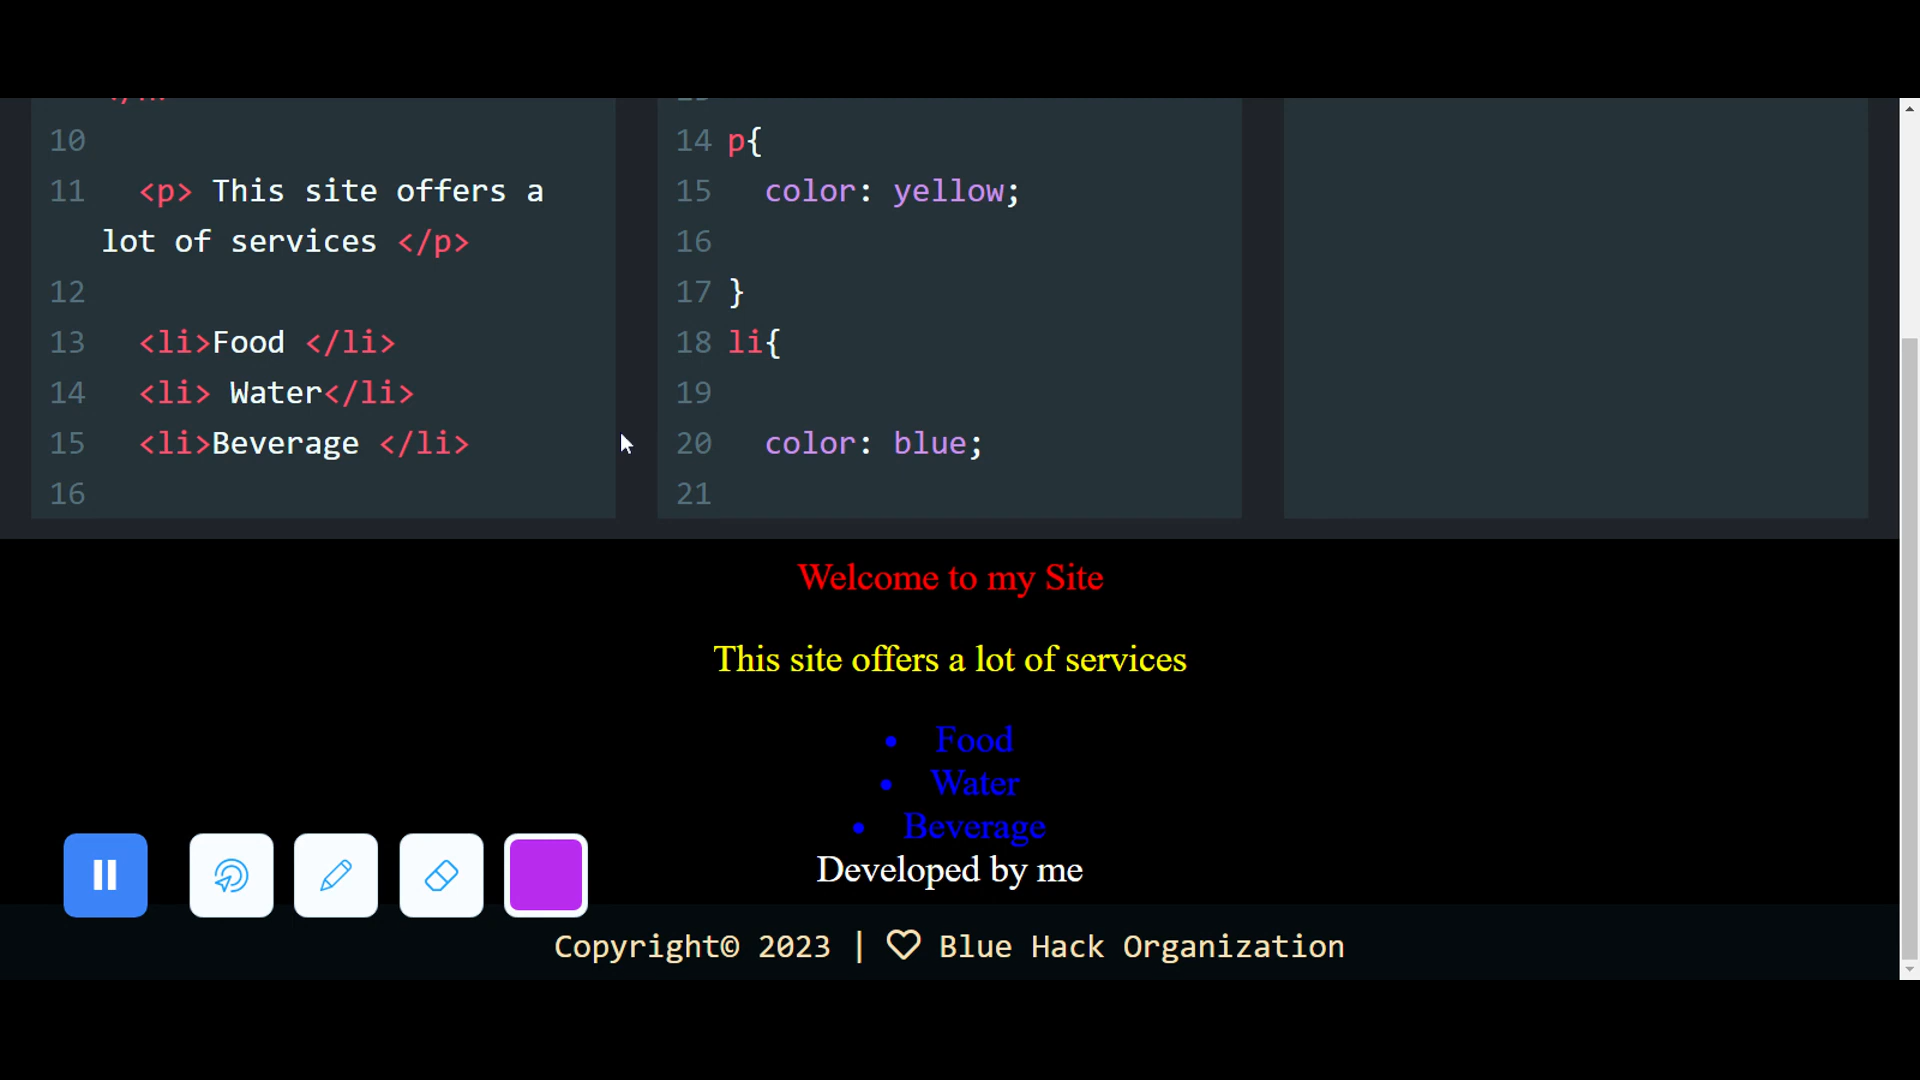 10
11 <p> This site offers a
lot of services </p>
12
13 <li>Food </li>
14 <li> Water</li>
15 <li>Beverage </li>
16
14 p{
15 color: yellow;
16
17 }
18 li{
19
20 color: blue;
21
Welcome to my Site
This site offers a lot of services
• Food
• Water
• Beverage
Developed by me
Copyright© 2023 | ♡ Blue Hack Organization